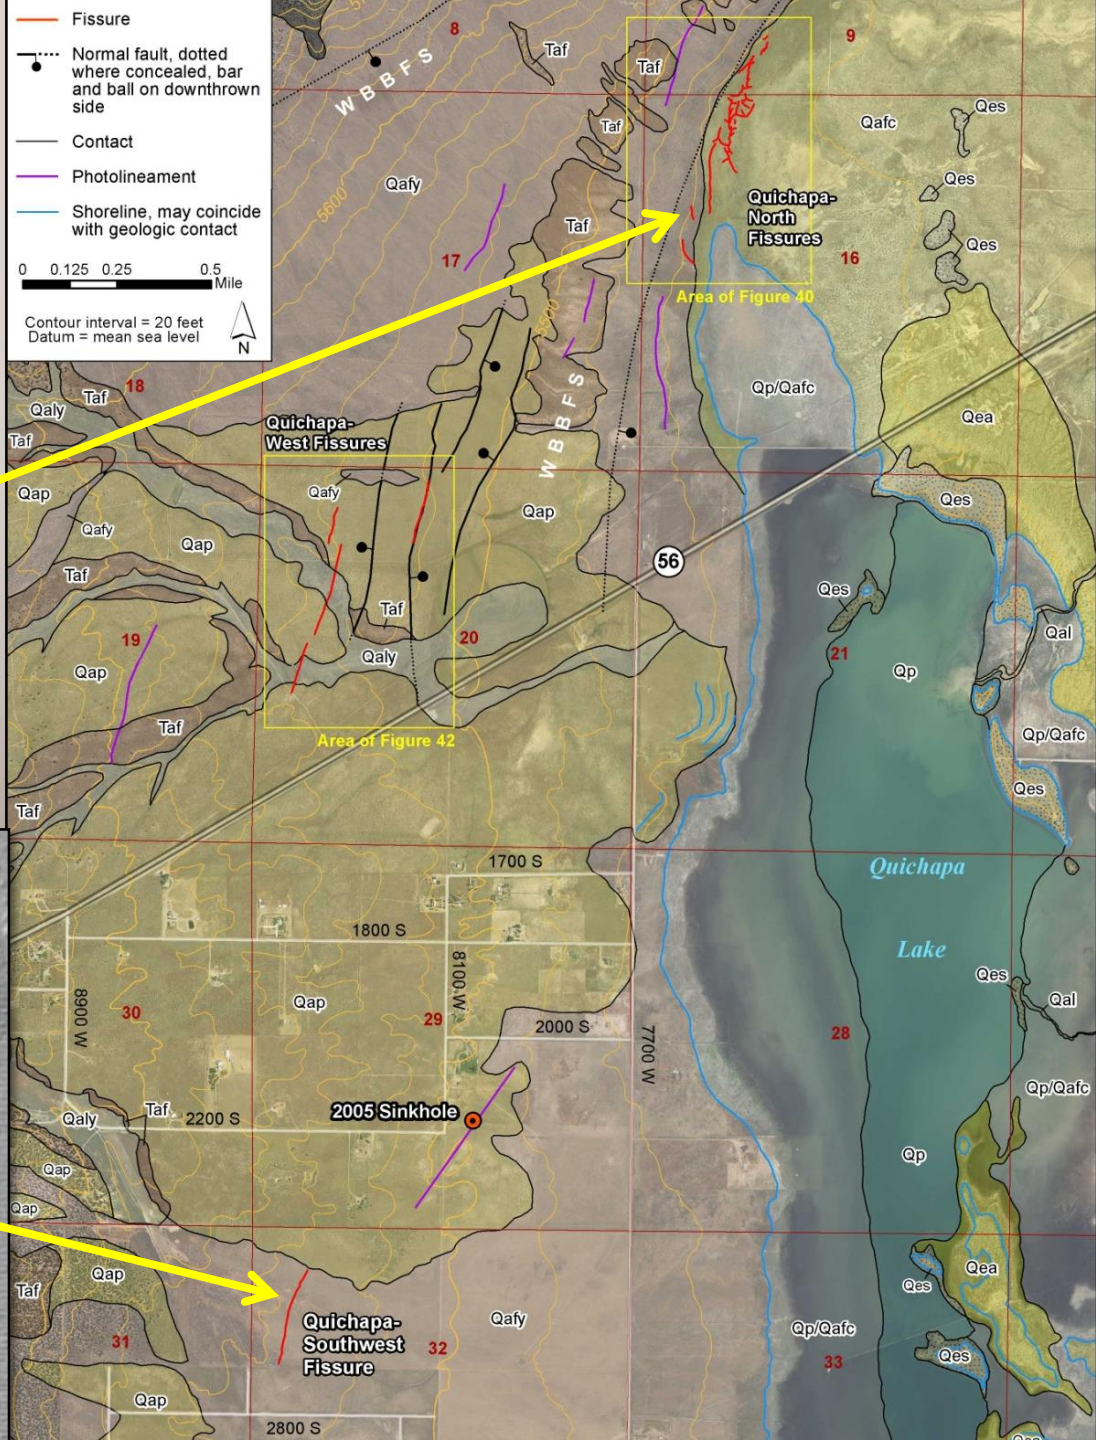 Fissure
Normal fault, dotted
where concealed, bar
and ball on downthrown
side
Contact
Photolineament
Shoreline, may coincide
with geologic contact
0 0.125 0.25 0.5
Mile
Contour interval = 20 feet
Datum = mean sea level
N
8
9
WBBFS
Taf
Taf
Qes
Qafc
Taf
Qafy
Qes
5600
Quichapa-
North
Fissures
Taf
Qes
17
16
Area of Figure 40
5500
18
Taf
Qp/Qafc
Qaly
Qea
Taf
Quichapa-
West Fissures
WBBFS
Qap
Qafy
Qes
Qap
Qafy
Qap
56
Taf
Qes
Taf
Qal
19
20
21
Qap
Qaly
Qp
Taf
Qp/Qafc
Area of Figure 42
Qes
Taf
1700 S
Quichapa
1800 S
Lake
8100 W
Qes
Qal
8900 W
Qap
30
29
2000 S
28
7700 W
Qp/Qafc
2005 Sinkhole
Qaly
Taf
2200 S
Qp
Qap
Qap
Qap
Qea
Taf
Qes
Quichapa-
Southwest
Fissure
Qafy
Qp/Qafc
31
32
33
Qes
Qap
2800 S